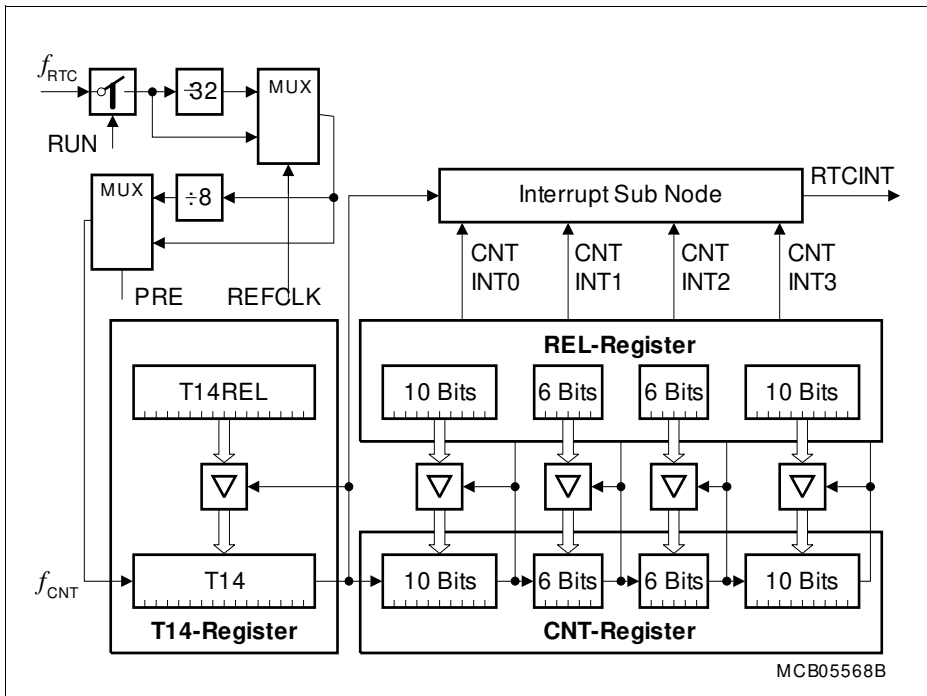 fRTC
RUN
÷32
MUX
MUX
÷8
PRE
REFCLK
Interrupt Sub Node
RTCINT
CNT
INT0
CNT
INT1
CNT
INT2
CNT
INT3
REL-Register
T14REL
10 Bits
6 Bits
6 Bits
10 Bits
fCNT
T14
10 Bits
6 Bits
6 Bits
10 Bits
T14-Register
CNT-Register
MCB05568B